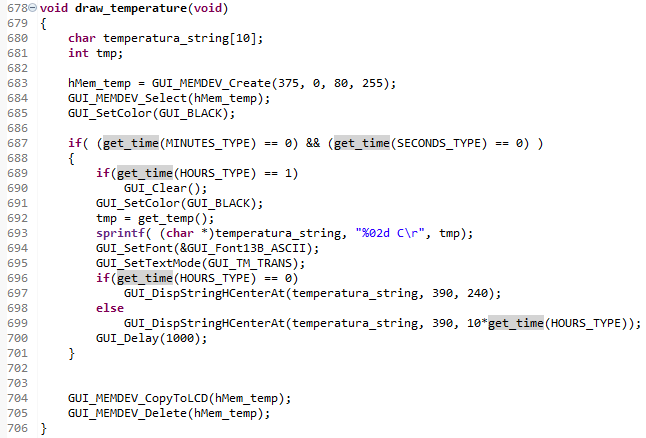 678 void draw_temperature(void)
679 {
680     char temperatura_string[10];
681     int tmp;
682
683     hMem_temp = GUI_MEMDEV_Create(375, 0, 80, 255);
684     GUI_MEMDEV_Select(hMem_temp);
685     GUI_SetColor(GUI_BLACK);
686
687     if( (get_time(MINUTES_TYPE) == 0) && (get_time(SECONDS_TYPE) == 0) )
688     {
689         if(get_time(HOURS_TYPE) == 1)
690             GUI_Clear();
691         GUI_SetColor(GUI_BLACK);
692         tmp = get_temp();
693         sprintf( (char *)temperatura_string, "%02d C\r", tmp);
694         GUI_SetFont(&GUI_Font13B_ASCII);
695         GUI_SetTextMode(GUI_TM_TRANS);
696         if(get_time(HOURS_TYPE) == 0)
697             GUI_DispStringHCenterAt(temperatura_string, 390, 240);
698         else
699             GUI_DispStringHCenterAt(temperatura_string, 390, 10*get_time(HOURS_TYPE));
700         GUI_Delay(1000);
701     }
702
703
704     GUI_MEMDEV_CopyToLCD(hMem_temp);
705     GUI_MEMDEV_Delete(hMem_temp);
706 }